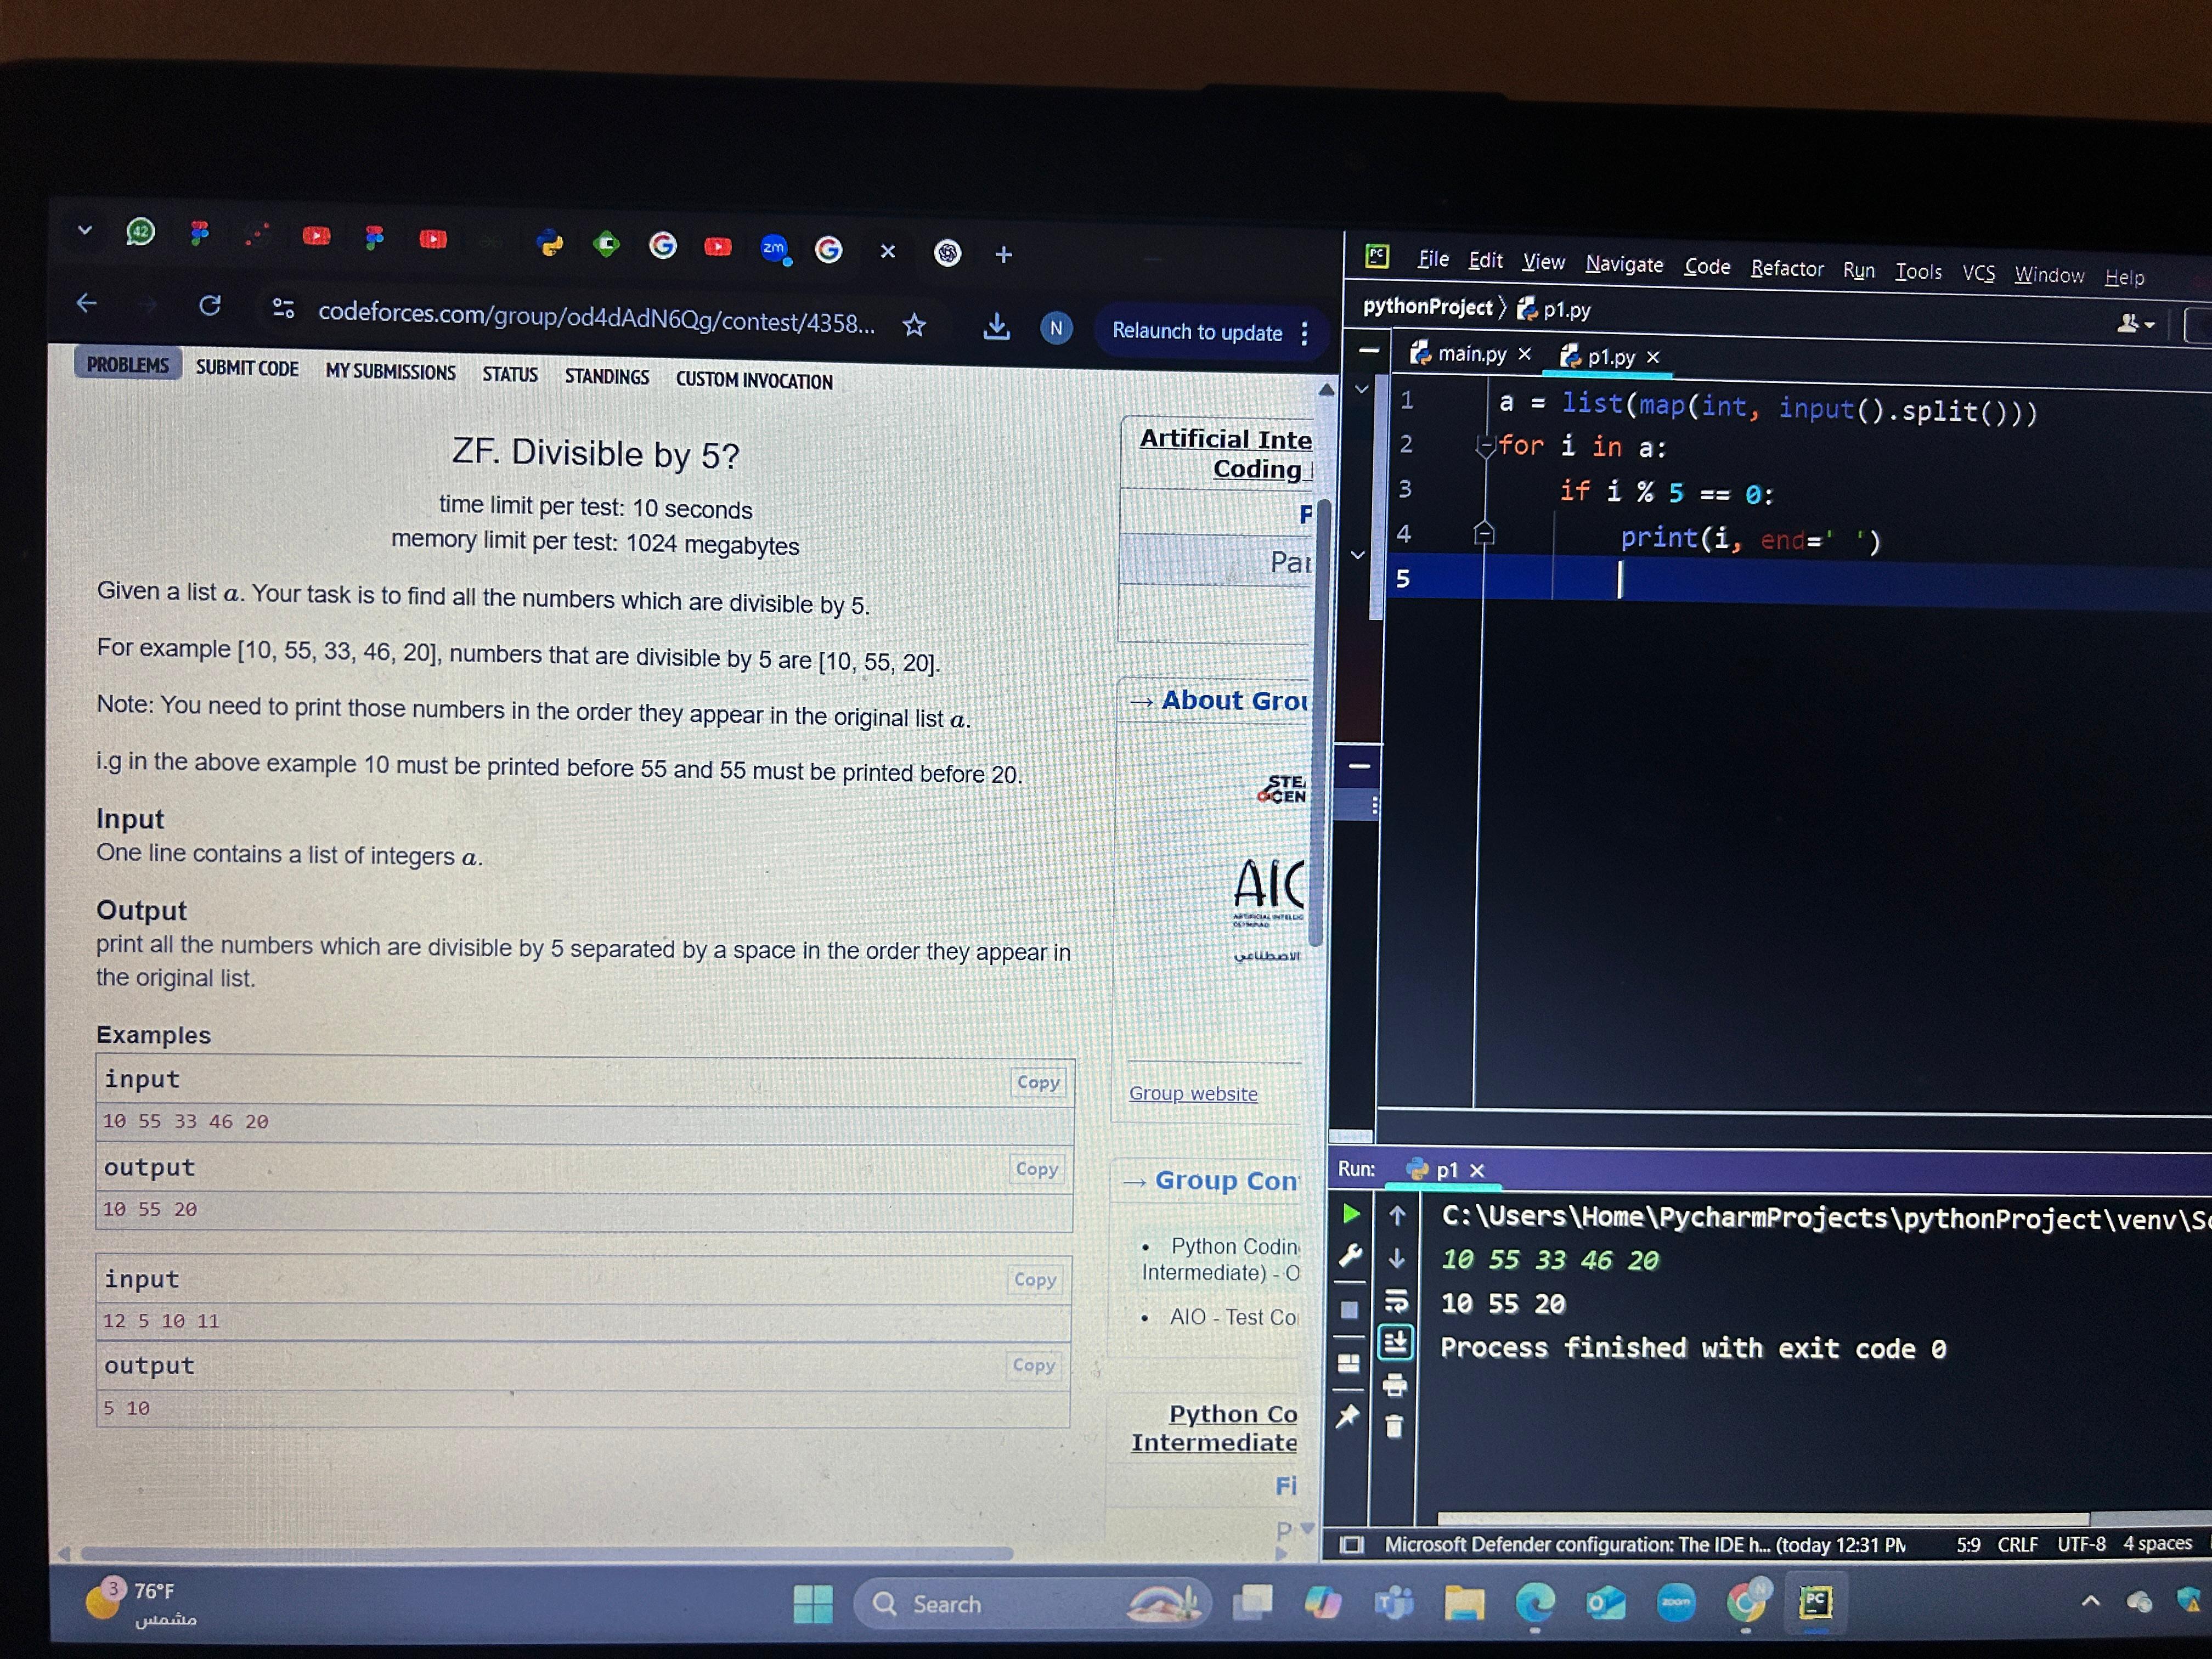 42
zm
codeforces.com/group/od4dAdN6Qg/contest/4358...
N
Relaunch to update
PROBLEMS SUBMIT CODE MY SUBMISSIONS STATUS STANDINGS CUSTOM INVOCATION
ZF. Divisible by 5?
time limit per test: 10 seconds
memory limit per test: 1024 megabytes
Given a list a. Your task is to find all the numbers which are divisible by 5.
For example [10, 55, 33, 46, 20], numbers that are divisible by 5 are [10, 55, 20].
Note: You need to print those numbers in the order they appear in the original list a.
i.g in the above example 10 must be printed before 55 and 55 must be printed before 20.
Input
One line contains a list of integers a.
Output
print all the numbers which are divisible by 5 separated by a space in the order they appear in
the original list.
Examples
input
Copy
10 55 33 46 20
output
Copy
10 55 20
input
Copy
12 5 10 11
output
Copy
5 10
Artificial Inte
Coding
P
Par
→ About Grou
STE
CEN
AIO
ARTIFICIAL INTELLIG
OLYMPIAD
الاصطناعي
Group website
→ Group Con
Python Codin
Intermediate) - O
AIO - Test Co
Python Co
Intermediate
Fi
P
PC
File Edit View Navigate Code Refactor Run Tools VCS Window Help
pythonProject p1.py
main.py p1.py
1 a = list(map(int, input().split()))
2 for i in a:
3 if i % 5 == 0:
4 print(i, end=' ')
5
Run: p1
C:\Users\Home\PycharmProjects\pythonProject\venv\Sc
10 55 33 46 20
10 55 20
Process finished with exit code 0
Microsoft Defender configuration: The IDE h... (today 12:31 PM 5:9 CRLF UTF-8 4 spaces
3
76°F
مشمس
Search
zoom
N
PC